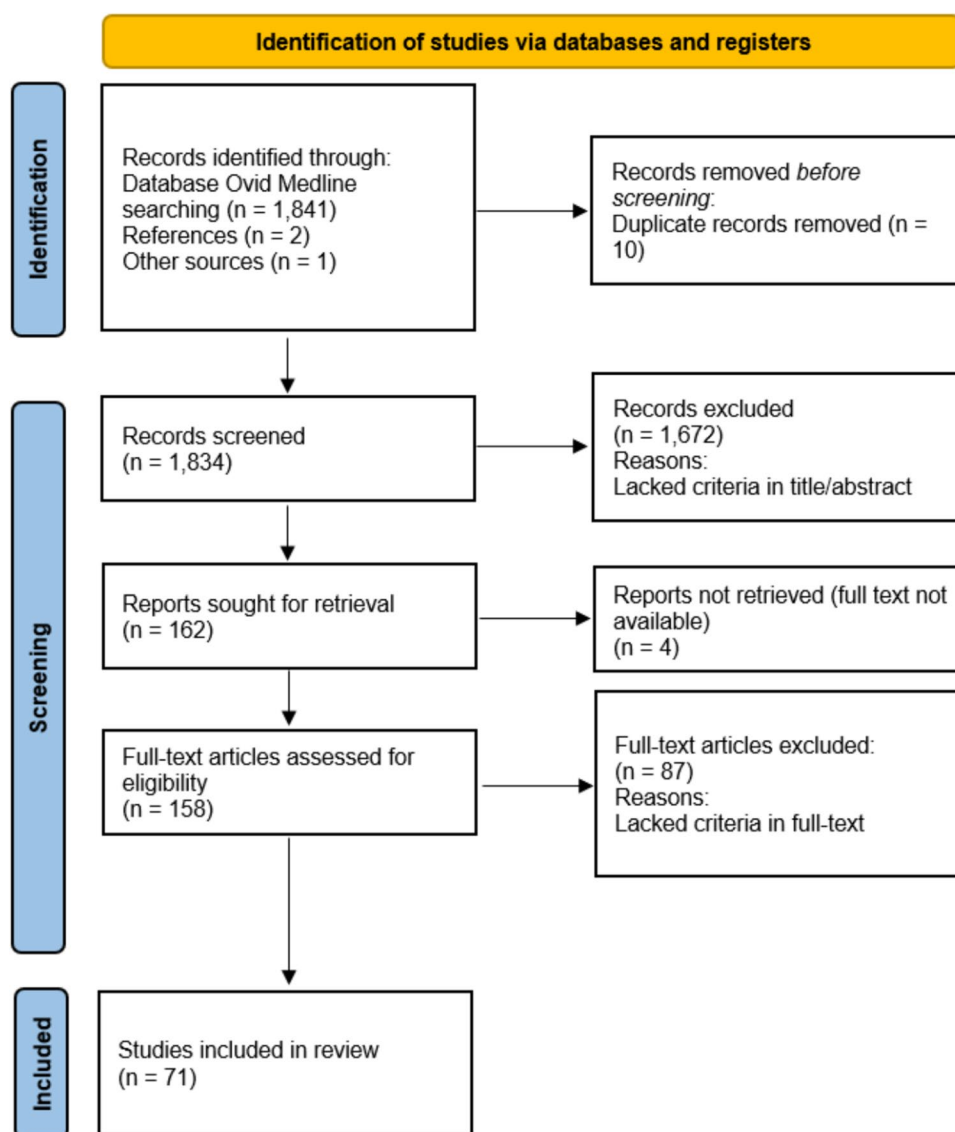 Identification of studies via databases and registers
Identification
Records identified through:
Database Ovid Medline
searching (n = 1,841)
References (n = 2)
Other sources (n = 1)
Records removed before
screening:
Duplicate records removed (n =
10)
Screening
Records screened
(n = 1,834)
Records excluded
(n = 1,672)
Reasons:
Lacked criteria in title/abstract
Reports sought for retrieval
(n = 162)
Reports not retrieved (full text not
available)
(n = 4)
Full-text articles assessed for
eligibility
(n = 158)
Full-text articles excluded:
(n = 87)
Reasons:
Lacked criteria in full-text
Included
Studies included in review
(n = 71)